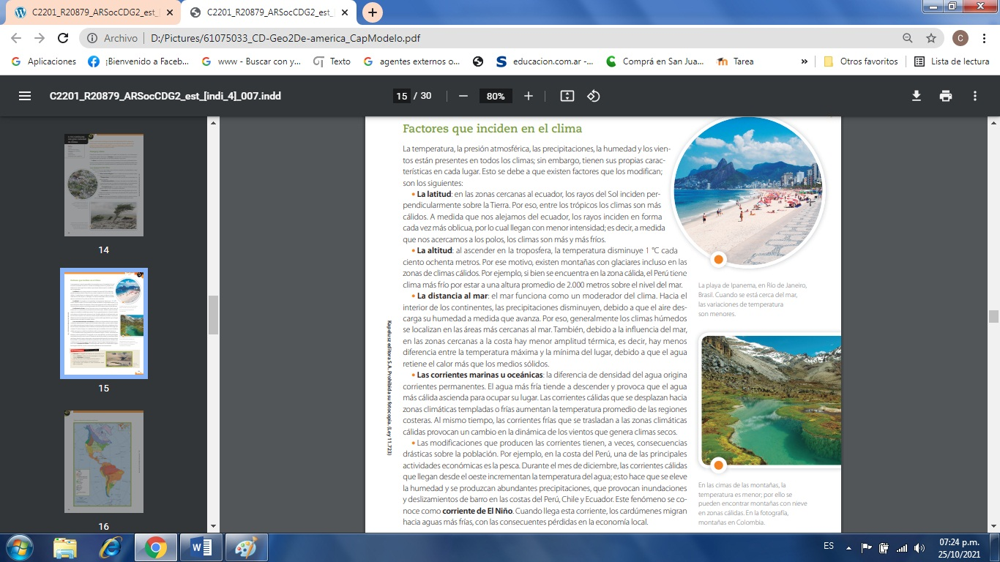 C2201_R20879_ARSocCDG2_est_
C2201_R20879_ARSocCDG2_est_
Archivo
D:/Pictures/61075033_CD-Geo2De-america_CapModelo.pdf
C
Aplicaciones
¡Bienvenido a Faceb...
www - Buscar con y...
Texto
agentes externos o...
educacion.com.ar -...
Comprá en San Jua...
Tarea
»
Otros favoritos
Lista de lectura
C2201_R20879_ARSocCDG2_est_[indi_4]_007.indd
15 / 30
80%
14
15
16
Factores que inciden en el clima
La temperatura, la presión atmosférica, las precipitaciones, la humedad y los vien-
tos están presentes en todos los climas; sin embargo, tienen sus propias carac-
terísticas en cada lugar. Esto se debe a que existen factores que los modifican;
son los siguientes:
• La latitud: en las zonas cercanas al ecuador, los rayos del Sol inciden per-
pendicularmente sobre la Tierra. Por eso, entre los trópicos los climas son más
cálidos. A medida que nos alejamos del ecuador, los rayos inciden en forma
cada vez más oblicua, por lo cual llegan con menor intensidad; es decir, a medida
que nos acercamos a los polos, los climas son más y más fríos.
• La altitud: al ascender en la troposfera, la temperatura disminuye 1 °C cada
ciento ochenta metros. Por ese motivo, existen montañas con glaciares incluso en las
zonas de climas cálidos. Por ejemplo, si bien se encuentra en la zona cálida, el Perú tiene
clima más frío por estar a una altura promedio de 2.000 metros sobre el nivel del mar.
• La distancia al mar: el mar funciona como un moderador del clima. Hacia el
interior de los continentes, las precipitaciones disminuyen, debido a que el aire des-
carga su humedad a medida que avanza. Por eso, generalmente los climas húmedos
se localizan en las áreas más cercanas al mar. También, debido a la influencia del mar,
en las zonas cercanas a la costa hay menor amplitud térmica, es decir, hay menos
diferencia entre la temperatura máxima y la mínima del lugar, debido a que el agua
retiene el calor más que los medios sólidos.
• Las corrientes marinas u oceánicas: la diferencia de densidad del agua origina
corrientes permanentes. El agua más fría tiende a descender y provoca que el agua
más cálida ascienda para ocupar su lugar. Las corrientes cálidas que se desplazan hacia
zonas climáticas templadas o frías aumentan la temperatura promedio de las regiones
costeras. Al mismo tiempo, las corrientes frías que se trasladan a las zonas climáticas
cálidas provocan un cambio en la dinámica de los vientos que genera climas secos.
• Las modificaciones que producen las corrientes tienen, a veces, consecuencias
drásticas sobre la población. Por ejemplo, en la costa del Perú, una de las principales
actividades económicas es la pesca. Durante el mes de diciembre, las corrientes cálidas
que llegan desde el oeste incrementan la temperatura del agua; esto hace que se eleve
la humedad y se produzcan abundantes precipitaciones, que provocan inundaciones
y deslizamientos de barro en las costas del Perú, Chile y Ecuador. Este fenómeno se co-
noce como corriente de El Niño. Cuando llega esta corriente, los cardúmenes migran
hacia aguas más frías, con las consecuentes pérdidas en la economía local.
Kapelusz editora S.A. Prohibida su fotocopia. (Ley 11.723)
La playa de Ipanema, en Río de Janeiro,
Brasil. Cuando se está cerca del mar,
las variaciones de temperatura
son menores.
En las cimas de las montañas, la
temperatura es menor; por ello se
pueden encontrar montañas con nieve
en zonas cálidas. En la fotografía,
montañas en Colombia.
ES
07:24 p.m.
25/10/2021